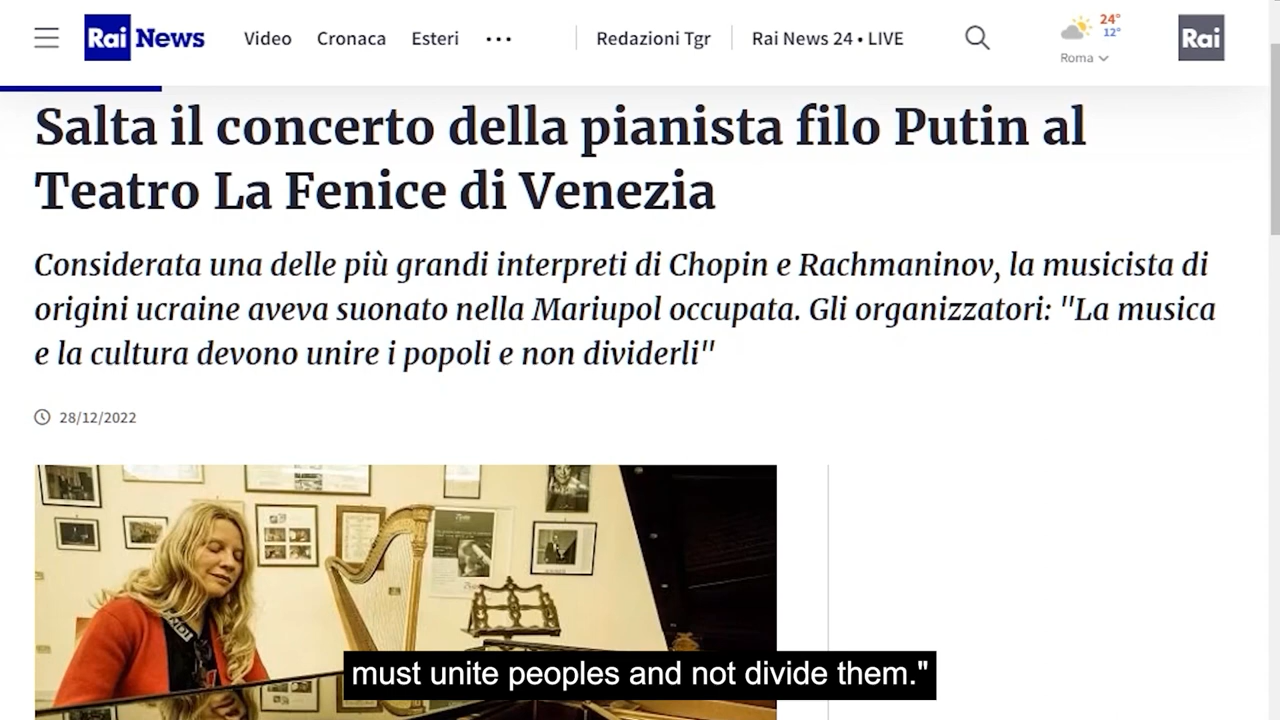 Rai News Video Cronaca Esteri ••• Redazioni Tgr Rai News 24 • LIVE 24° 12° Roma Rai
Salta il concerto della pianista filo Putin al
Teatro La Fenice di Venezia
Considerata una delle più grandi interpreti di Chopin e Rachmaninov, la musicista di
origini ucraine aveva suonato nella Mariupol occupata. Gli organizzatori: "La musica
e la cultura devono unire i popoli e non dividerli"
28/12/2022
must unite peoples and not divide them."